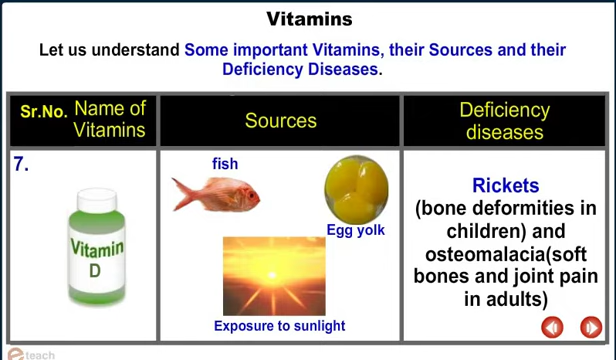 Vitamins
Let us understand Some important Vitamins, their Sources and their
Deficiency Diseases.
Sr.No. Name of
Vitamins
Sources
Deficiency
diseases
7.
Vitamin
D
fish
Egg yolk
Exposure to sunlight
Rickets
(bone deformities in
children) and
osteomalacia(soft
bones and joint pain
in adults)
e teach